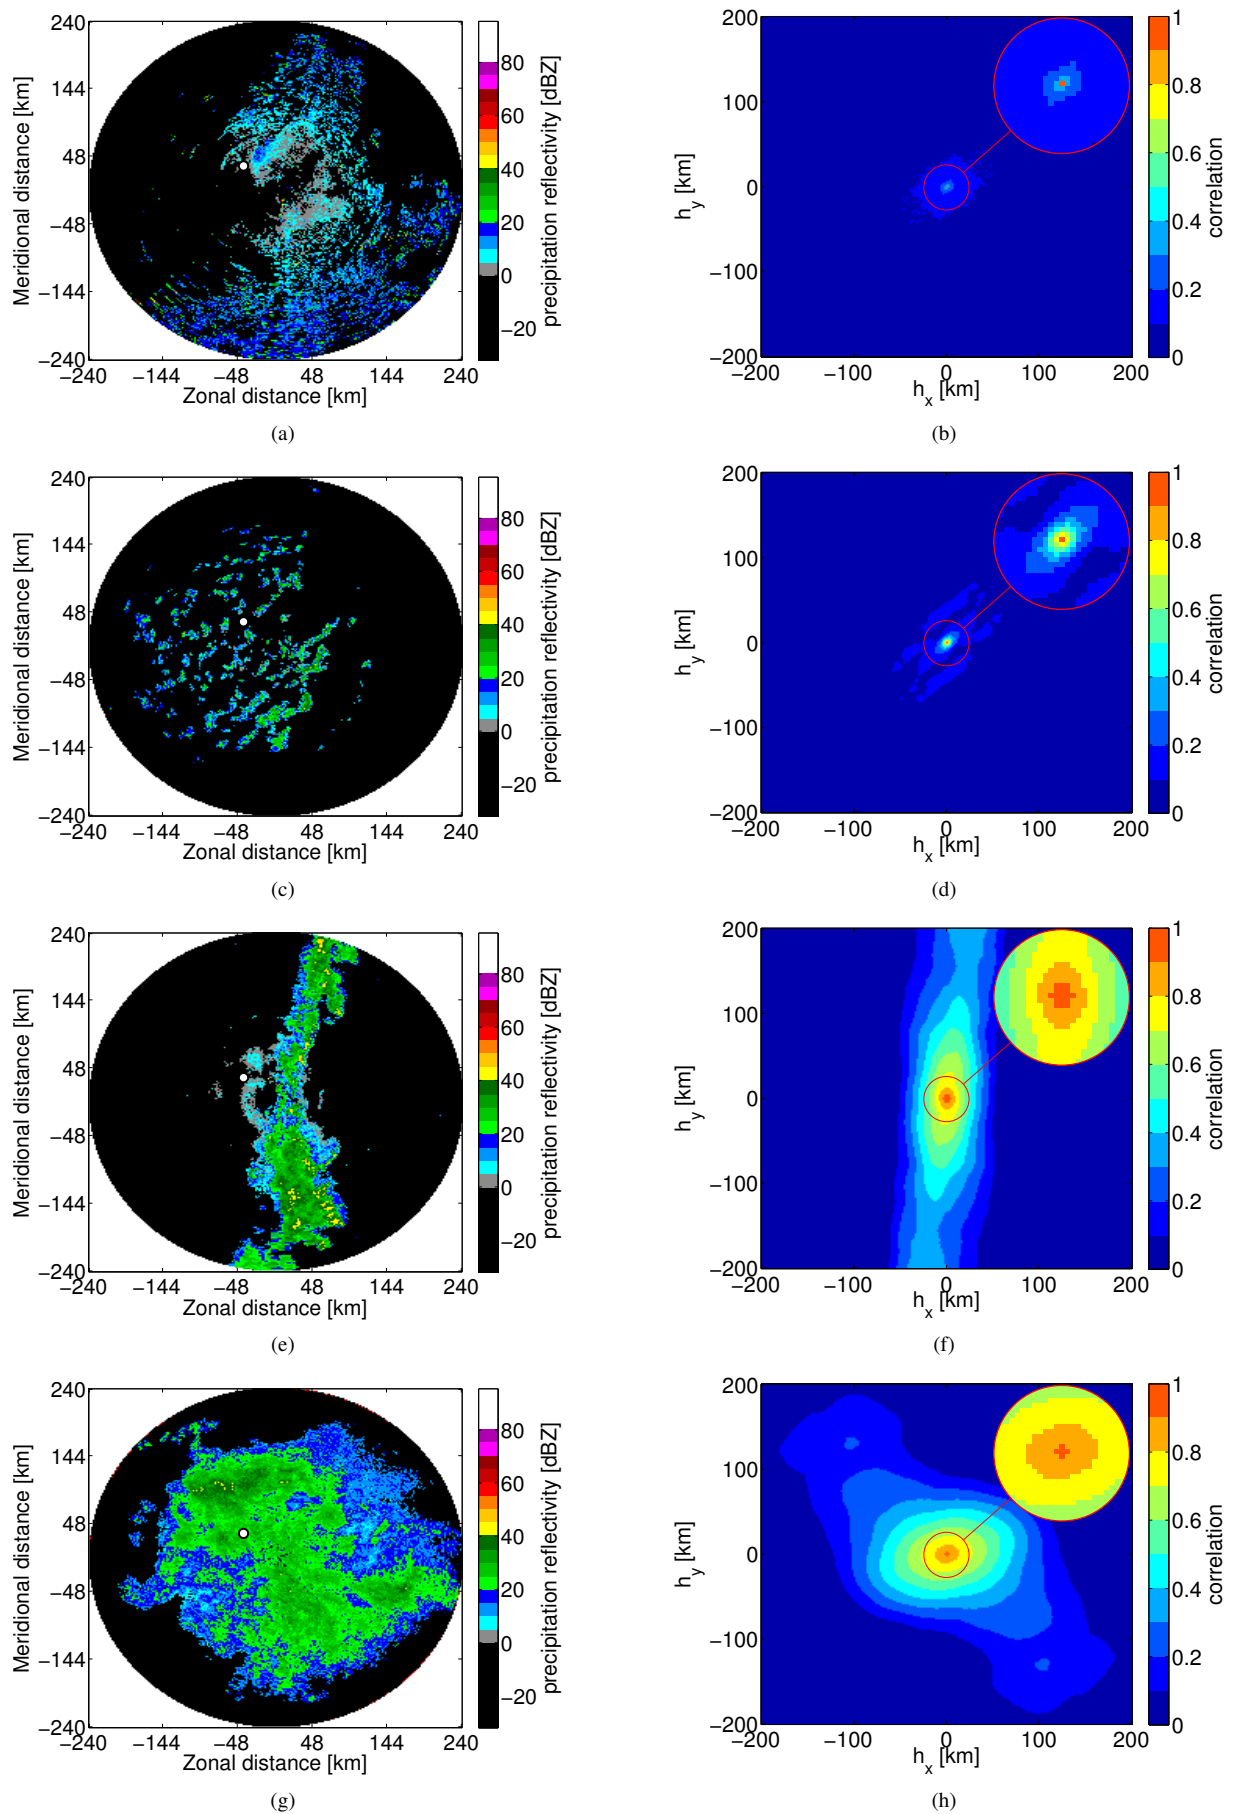 240
144
48
−48
−144
−240
−240 −144 −48 48 144 240
Zonal distance [km]
Meridional distance [km]
80
60
40
20
0
−20
precipitation reflectivity [dBZ]
(a)
200
100
0
−100
−200
−200 −100 0 100 200
h_x [km]
h_y [km]
1
0.8
0.6
0.4
0.2
0
correlation
(b)
240
144
48
−48
−144
−240
−240 −144 −48 48 144 240
Zonal distance [km]
Meridional distance [km]
80
60
40
20
0
−20
precipitation reflectivity [dBZ]
(c)
200
100
0
−100
−200
−200 −100 0 100 200
h_x [km]
h_y [km]
1
0.8
0.6
0.4
0.2
0
correlation
(d)
240
144
48
−48
−144
−240
−240 −144 −48 48 144 240
Zonal distance [km]
Meridional distance [km]
80
60
40
20
0
−20
precipitation reflectivity [dBZ]
(e)
200
100
0
−100
−200
−200 −100 0 100 200
h_x [km]
h_y [km]
1
0.8
0.6
0.4
0.2
0
correlation
(f)
240
144
48
−48
−144
−240
−240 −144 −48 48 144 240
Zonal distance [km]
Meridional distance [km]
80
60
40
20
0
−20
precipitation reflectivity [dBZ]
(g)
200
100
0
−100
−200
−200 −100 0 100 200
h_x [km]
h_y [km]
1
0.8
0.6
0.4
0.2
0
correlation
(h)